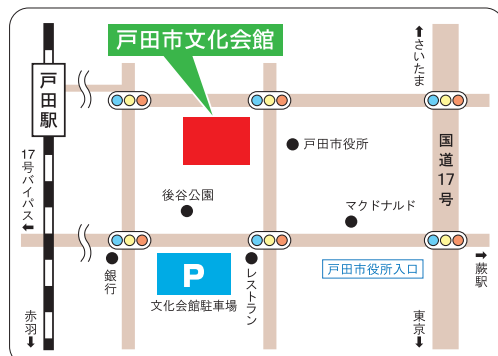 戸田市文化会館
戸田駅
↑さいたま
国道17号
戸田市役所
17号バイパス←
後谷公園
マクドナルド
銀行
P
文化会館駐車場
レストラン
戸田市役所入口
→蕨駅
赤羽↓
東京↓